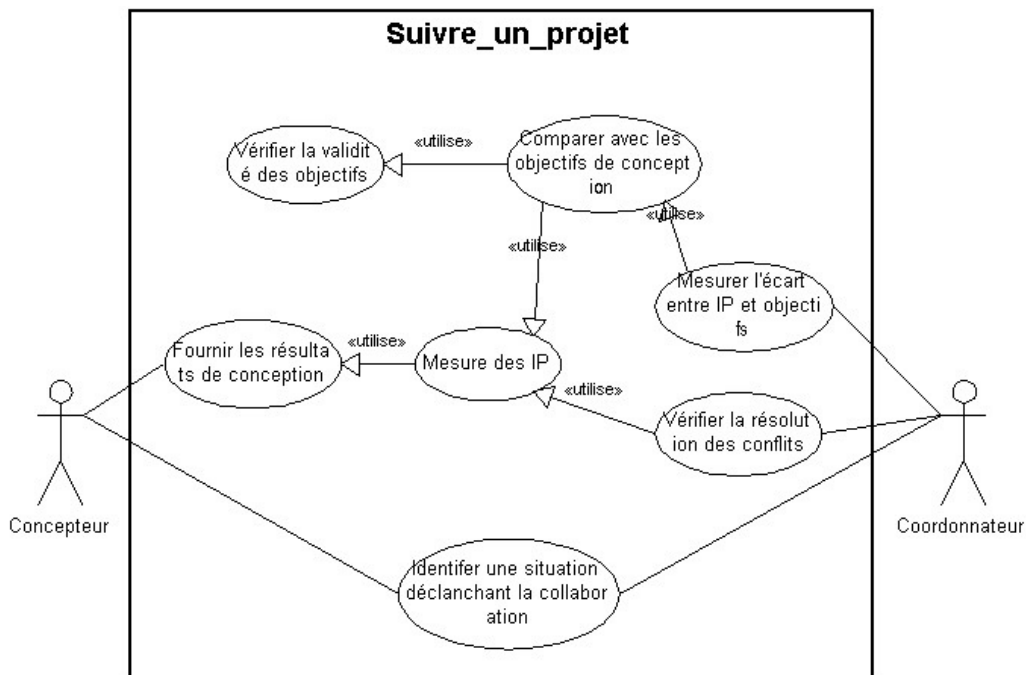 Suivre_un_projet
«utilise»
Vérifier la validit
é des objectifs
Comparer avec les
objectifs de concept
ion
«utilise»
«utilise»
Mesurer l'écart
entre IP et objecti
fs
Fournir les résulta
ts de conception
«utilise»
Mesure des IP
«utilise»
Vérifier la résolut
ion des conflits
Concepteur
Coordonnateur
Identifer une situation
déclanchant la collabor
ation